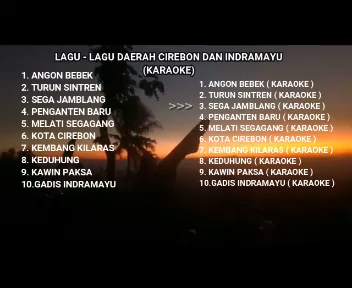 LAGU - LAGU DAERAH CIREBON DAN INDRAMAYU
(KARAOKE)
1. ANGON BEBEK
2. TURUN SINTREN
3. SEGA JAMBLANG
4. PENGANTEN BARU
5. MELATI SEGAGANG
6. KOTA CIREBON
7. KEMBANG KILARAS
8. KEDUHUNG
9. KAWIN PAKSA
10.GADIS INDRAMAYU
>>>
1. ANGON BEBEK ( KARAOKE )
2. TURUN SINTREN ( KARAOKE )
3. SEGA JAMBLANG ( KARAOKE )
4. PENGANTEN BARU ( KARAOKE )
5. MELATI SEGAGANG ( KARAOKE )
6. KOTA CIREBON ( KARAOKE )
7. KEMBANG KILARAS ( KARAOKE )
8. KEDUHUNG ( KARAOKE )
9. KAWIN PAKSA ( KARAOKE )
10.GADIS INDRAMAYU ( KARAOKE )